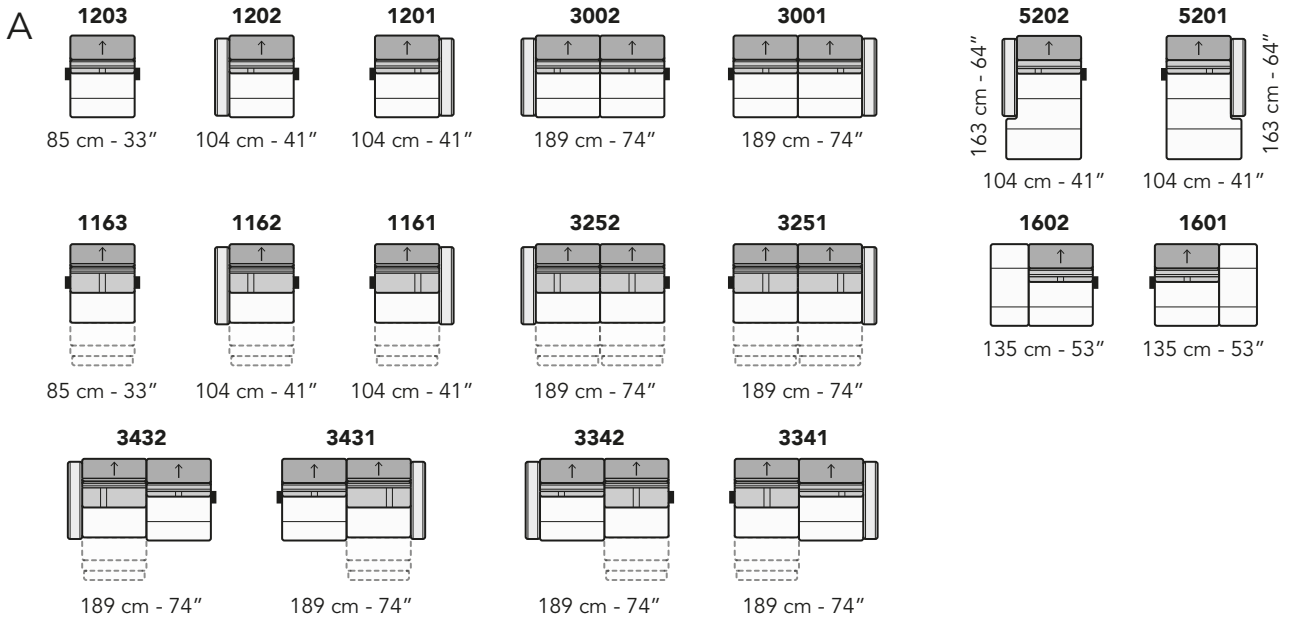 A
1203 1202 1201 3002 3001 5202 5201
163 cm - 64” 163 cm - 64”
85 cm - 33” 104 cm - 41” 104 cm - 41” 189 cm - 74” 189 cm - 74”
104 cm - 41” 104 cm - 41”
1163 1162 1161 3252 3251 1602 1601
135 cm - 53” 135 cm - 53”
85 cm - 33” 104 cm - 41” 104 cm - 41” 189 cm - 74” 189 cm - 74”
3432 3431 3342 3341
189 cm - 74” 189 cm - 74” 189 cm - 74” 189 cm - 74”